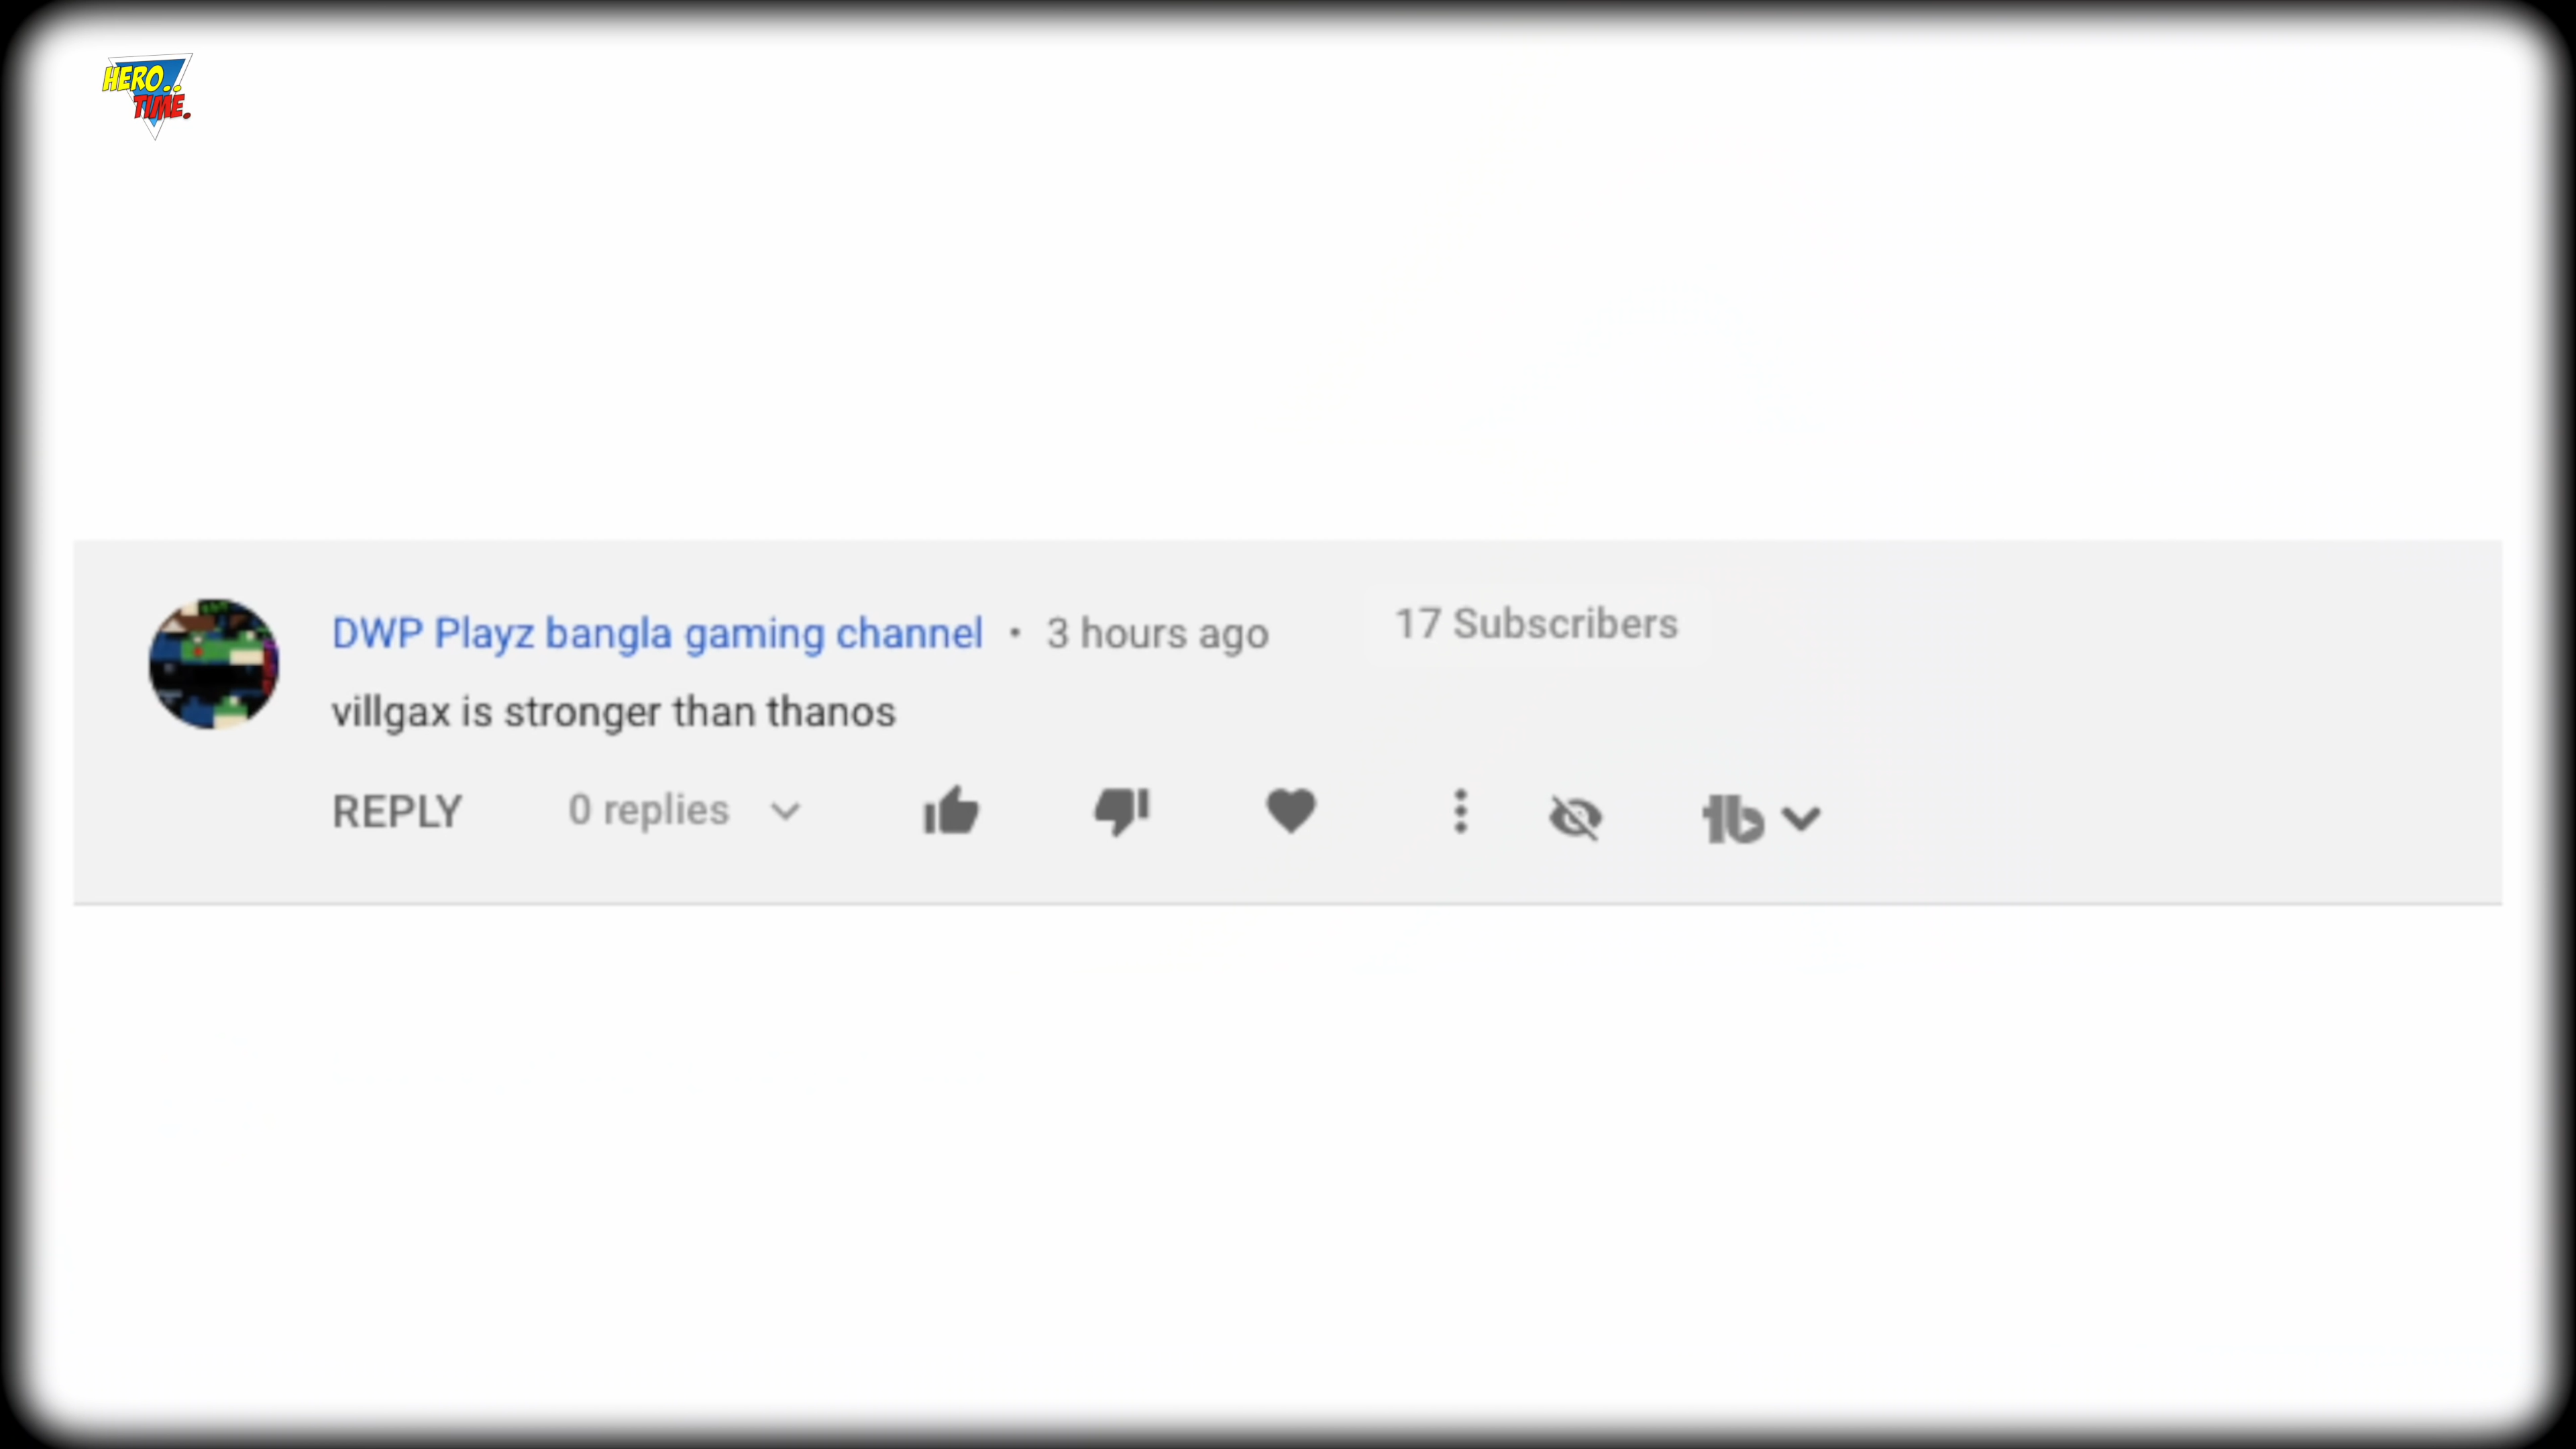 HERO..
TIME.
DWP Playz bangla gaming channel • 3 hours ago 17 Subscribers
villgax is stronger than thanos
REPLY 0 replies